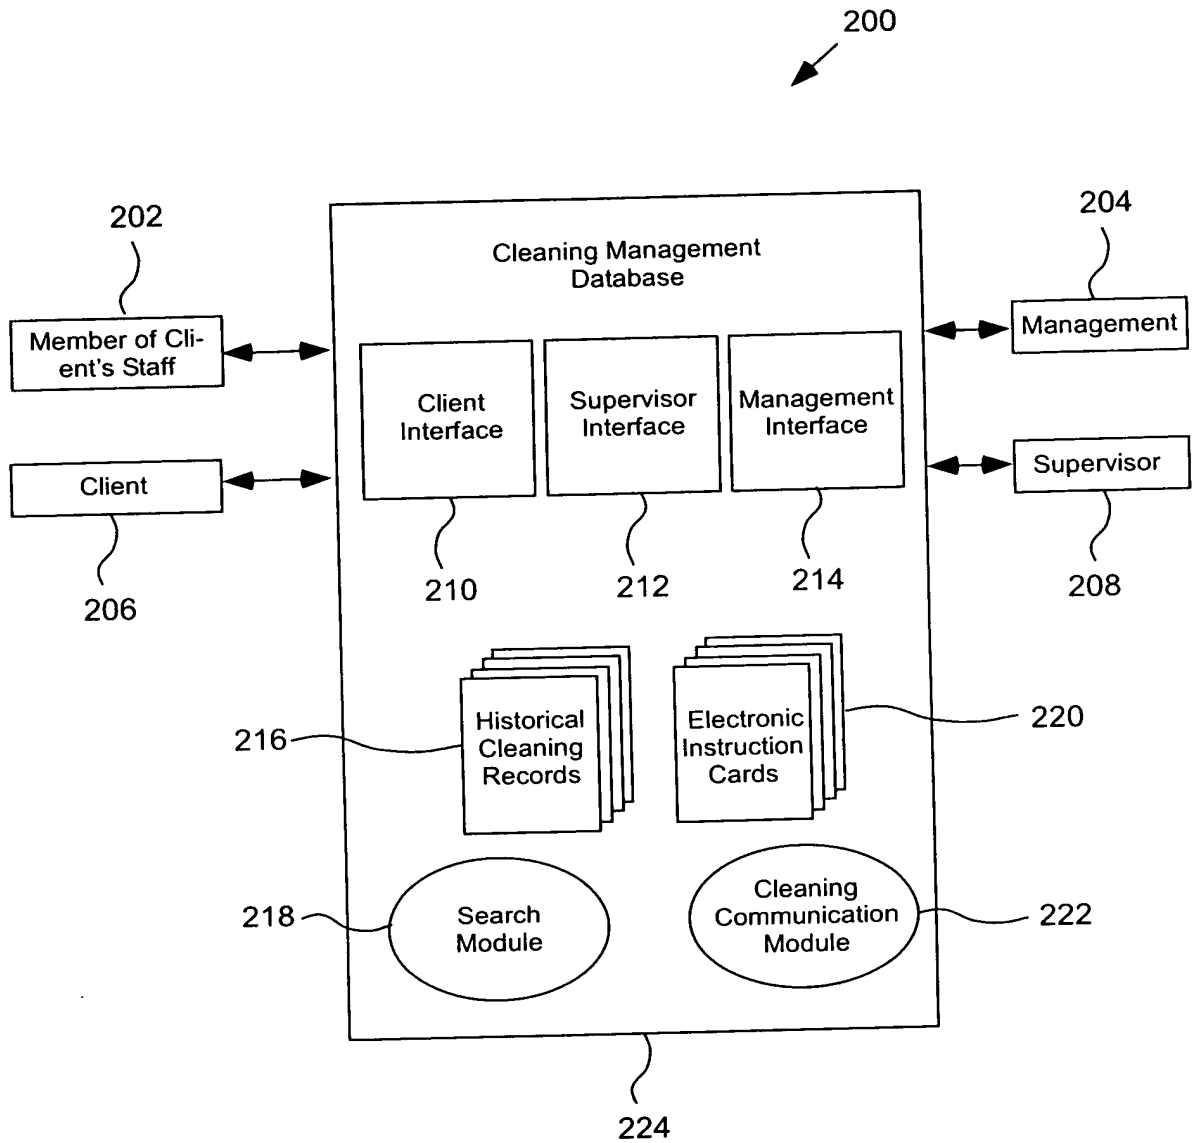 200
202
204
Cleaning Management
Database
Member of Cli-
ent's Staff
Management
Client
Interface
Supervisor
Interface
Management
Interface
Client
Supervisor
206
210
212
214
208
216
Historical
Cleaning
Records
Electronic
Instruction
Cards
220
218
Search
Module
Cleaning
Communication
Module
222
224